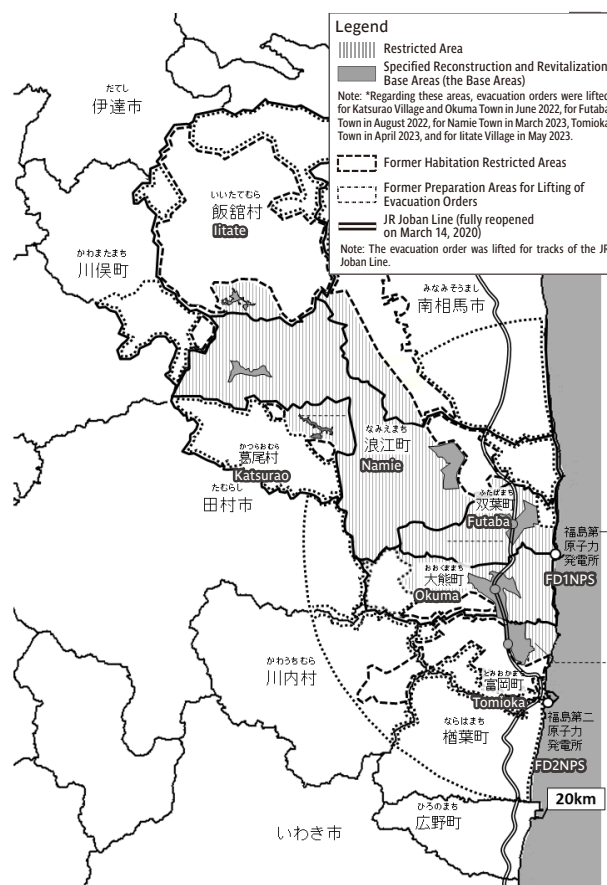 Legend
Restricted Area
Specified Reconstruction and Revitalization
Base Areas (the Base Areas)
Note: *Regarding these areas, evacuation orders were lifted
for Katsurao Village and Okuma Town in June 2022, for Futaba
Town in August 2022, for Namie Town in March 2023, Tomioka
Town in April 2023, and for Iitate Village in May 2023.
Former Habitation Restricted Areas
Former Preparation Areas for Lifting of
Evacuation Orders
JR Joban Line (fully reopened
on March 14, 2020)
Note: The evacuation order was lifted for tracks of the JR
Joban Line.
だてし
伊達市
いいたてむら
飯舘村
Iitate
かわまたまち
川俣町
みなみそうまし
南相馬市
なみえまち
浪江町
Namie
かつらおむら
葛尾村
Katsurao
たむらし
田村市
ふたばまち
双葉町
Futaba
福島第一
原子力
発電所
FD1NPS
おおくままち
大熊町
Okuma
かわうちむら
川内村
とみおかまち
富岡町
Tomioka
福島第二
原子力
発電所
FD2NPS
ならはまち
楢葉町
20km
ひろのまち
広野町
いわき市